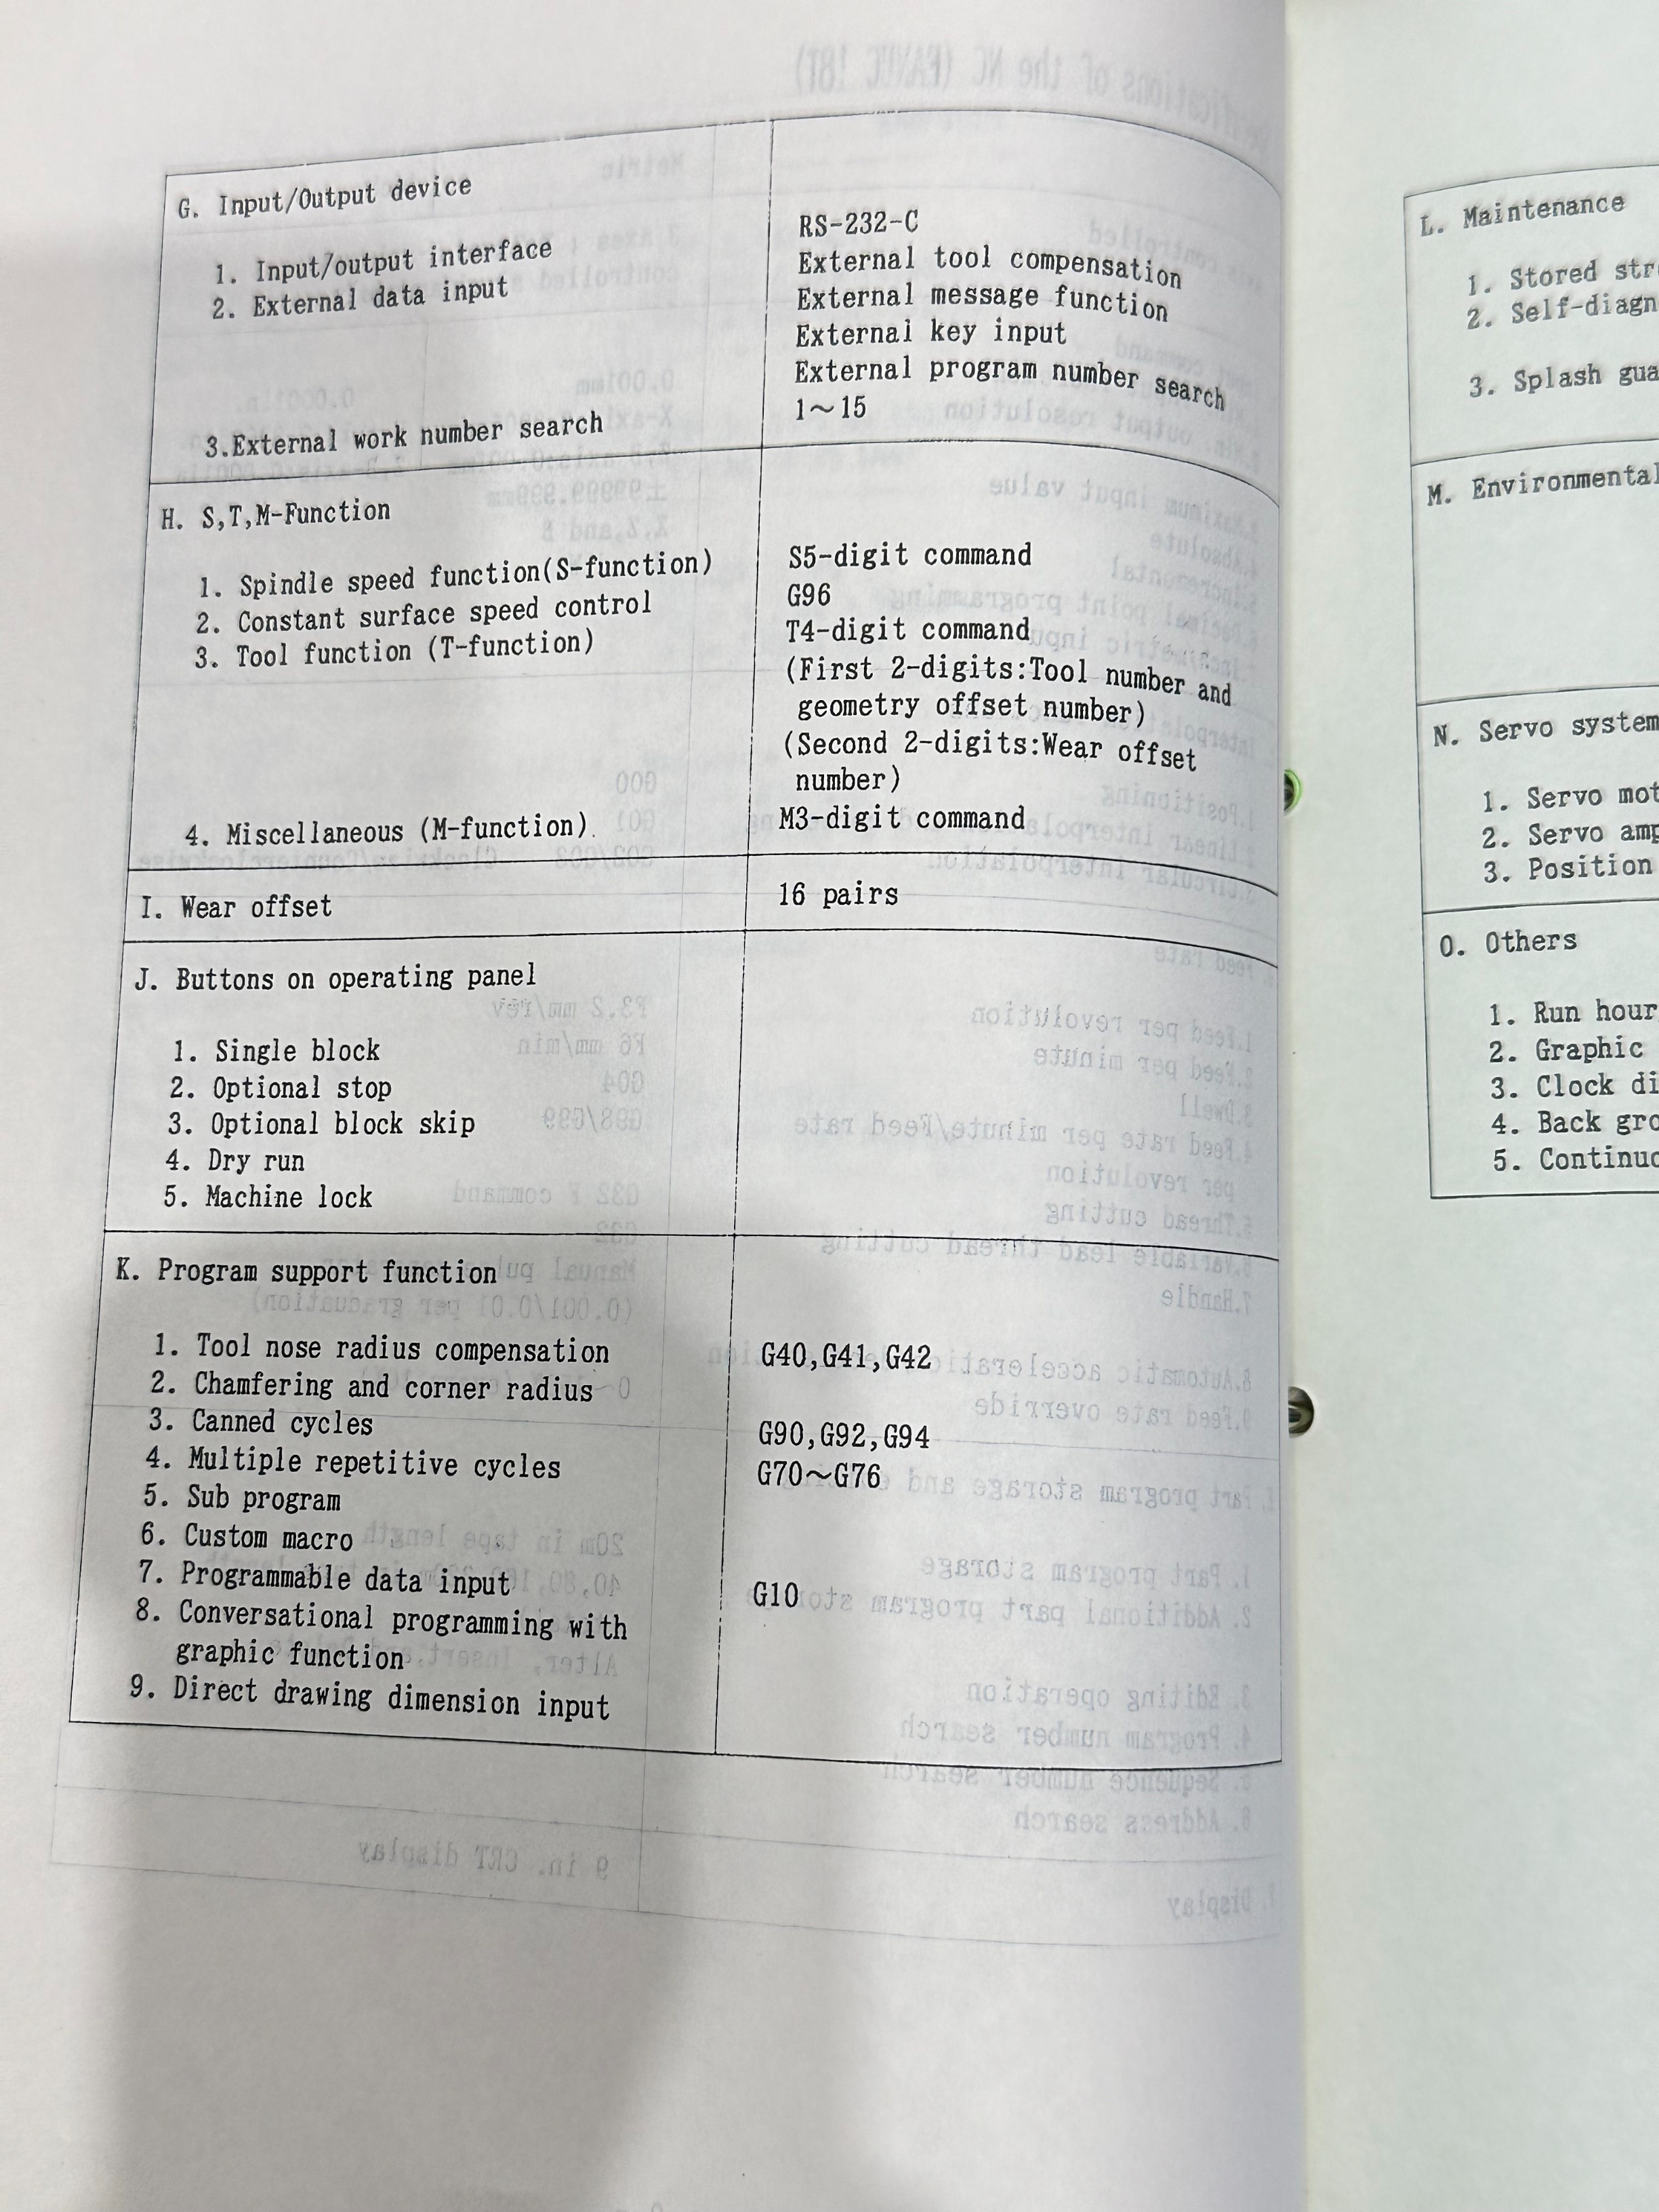 G. Input/Output device
1. Input/output interface
RS-232-C
2. External data input
External tool compensation
External message function
External key input
External program number search
3.External work number search
1～15
H. S,T,M-Function
1. Spindle speed function(S-function)
S5-digit command
2. Constant surface speed control
G96
3. Tool function (T-function)
T4-digit command
(First 2-digits:Tool number and
geometry offset number)
(Second 2-digits:Wear offset
number)
4. Miscellaneous (M-function)
M3-digit command
I. Wear offset
16 pairs
J. Buttons on operating panel
1. Single block
2. Optional stop
3. Optional block skip
4. Dry run
5. Machine lock
K. Program support function
1. Tool nose radius compensation
G40,G41,G42
2. Chamfering and corner radius
3. Canned cycles
G90,G92,G94
4. Multiple repetitive cycles
G70～G76
5. Sub program
6. Custom macro
7. Programmable data input
G10
8. Conversational programming with
graphic function
9. Direct drawing dimension input
L. Maintenance
1. Stored
2.
3. Splash
M. Environmental
N. Servo system
1. Servo
2. Servo
3. Position
O. Others
1. Run hour
2. Graphic
3. Clock
4. Back
5.